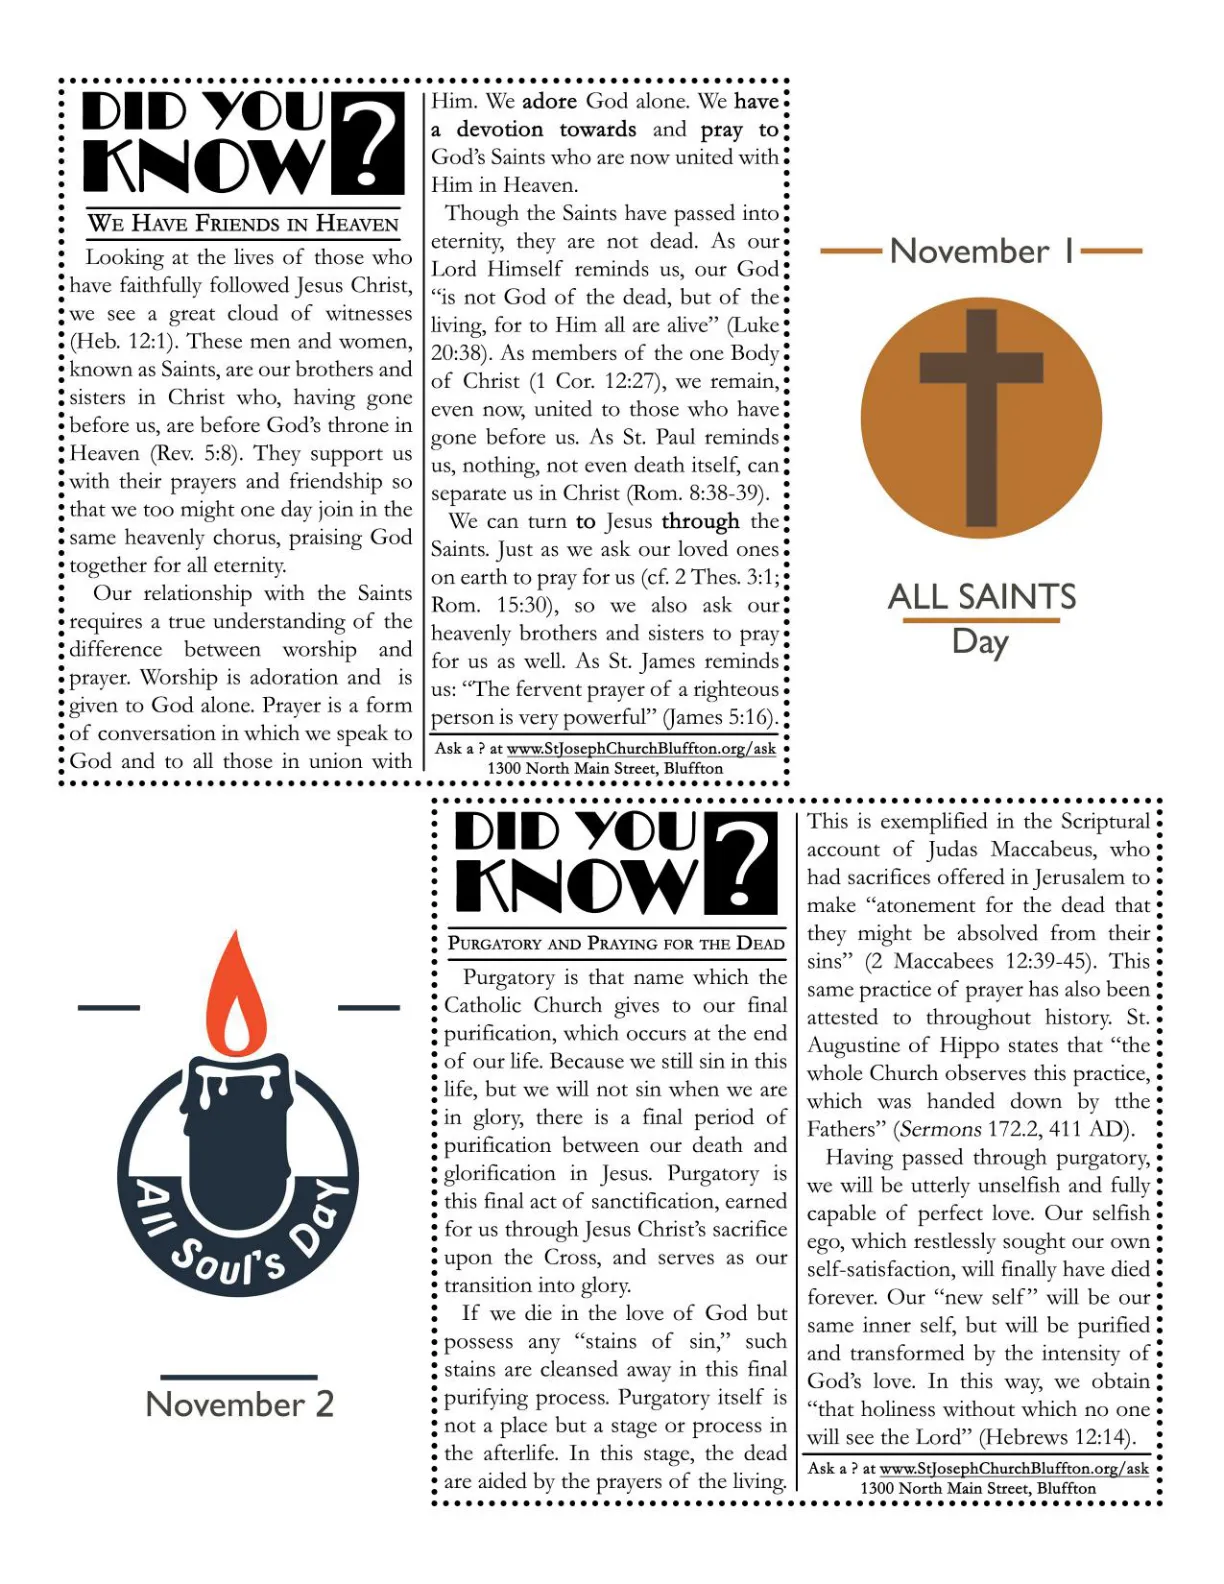 DID YOU
KNOW?
We Have Friends in Heaven
Looking at the lives of those who
have faithfully followed Jesus Christ,
we see a great cloud of witnesses
(Heb. 12:1). These men and women,
known as Saints, are our brothers and
sisters in Christ who, having gone
before us, are before God's throne in
Heaven (Rev. 5:8). They support us
with their prayers and friendship so
that we too might one day join in the
same heavenly chorus, praising God
together for all eternity.
Our relationship with the Saints
requires a true understanding of the
difference between worship and
prayer. Worship is adoration and is
given to God alone. Prayer is a form
of conversation in which we speak to
God and to all those in union with
Him. We adore God alone. We have
a devotion towards and pray to
God's Saints who are now united with
Him in Heaven.
Though the Saints have passed into
eternity, they are not dead. As our
Lord Himself reminds us, our God
“is not God of the dead, but of the
living, for to Him all are alive” (Luke
20:38). As members of the one Body
of Christ (1 Cor. 12:27), we remain,
even now, united to those who have
gone before us. As St. Paul reminds
us, nothing, not even death itself, can
separate us in Christ (Rom. 8:38-39).
We can turn to Jesus through the
Saints. Just as we ask our loved ones
on earth to pray for us (cf. 2 Thes. 3:1;
Rom. 15:30), so we also ask our
heavenly brothers and sisters to pray
for us as well. As St. James reminds
us: “The fervent prayer of a righteous
person is very powerful” (James 5:16).
Ask a ? at www.StJosephChurchBluffton.org/ask
1300 North Main Street, Bluffton
November 1
ALL SAINTS
Day
All Soul's Day
November 2
DID YOU
KNOW?
Purgatory and Praying for the Dead
Purgatory is that name which the
Catholic Church gives to our final
purification, which occurs at the end
of our life. Because we still sin in this
life, but we will not sin when we are
in glory, there is a final period of
purification between our death and
glorification in Jesus. Purgatory is
this final act of sanctification, earned
for us through Jesus Christ's sacrifice
upon the Cross, and serves as our
transition into glory.
If we die in the love of God but
possess any “stains of sin,” such
stains are cleansed away in this final
purifying process. Purgatory itself is
not a place but a stage or process in
the afterlife. In this stage, the dead
are aided by the prayers of the living.
This is exemplified in the Scriptural
account of Judas Maccabeus, who
had sacrifices offered in Jerusalem to
make “atonement for the dead that
they might be absolved from their
sins” (2 Maccabees 12:39-45). This
same practice of prayer has also been
attested to throughout history. St.
Augustine of Hippo states that “the
whole Church observes this practice,
which was handed down by tthe
Fathers” (Sermons 172.2, 411 AD).
Having passed through purgatory,
we will be utterly unselfish and fully
capable of perfect love. Our selfish
ego, which restlessly sought our own
self-satisfaction, will finally have died
forever. Our “new self” will be our
same inner self, but will be purified
and transformed by the intensity of
God's love. In this way, we obtain
“that holiness without which no one
will see the Lord” (Hebrews 12:14).
Ask a ? at www.StJosephChurchBluffton.org/ask
1300 North Main Street, Bluffton